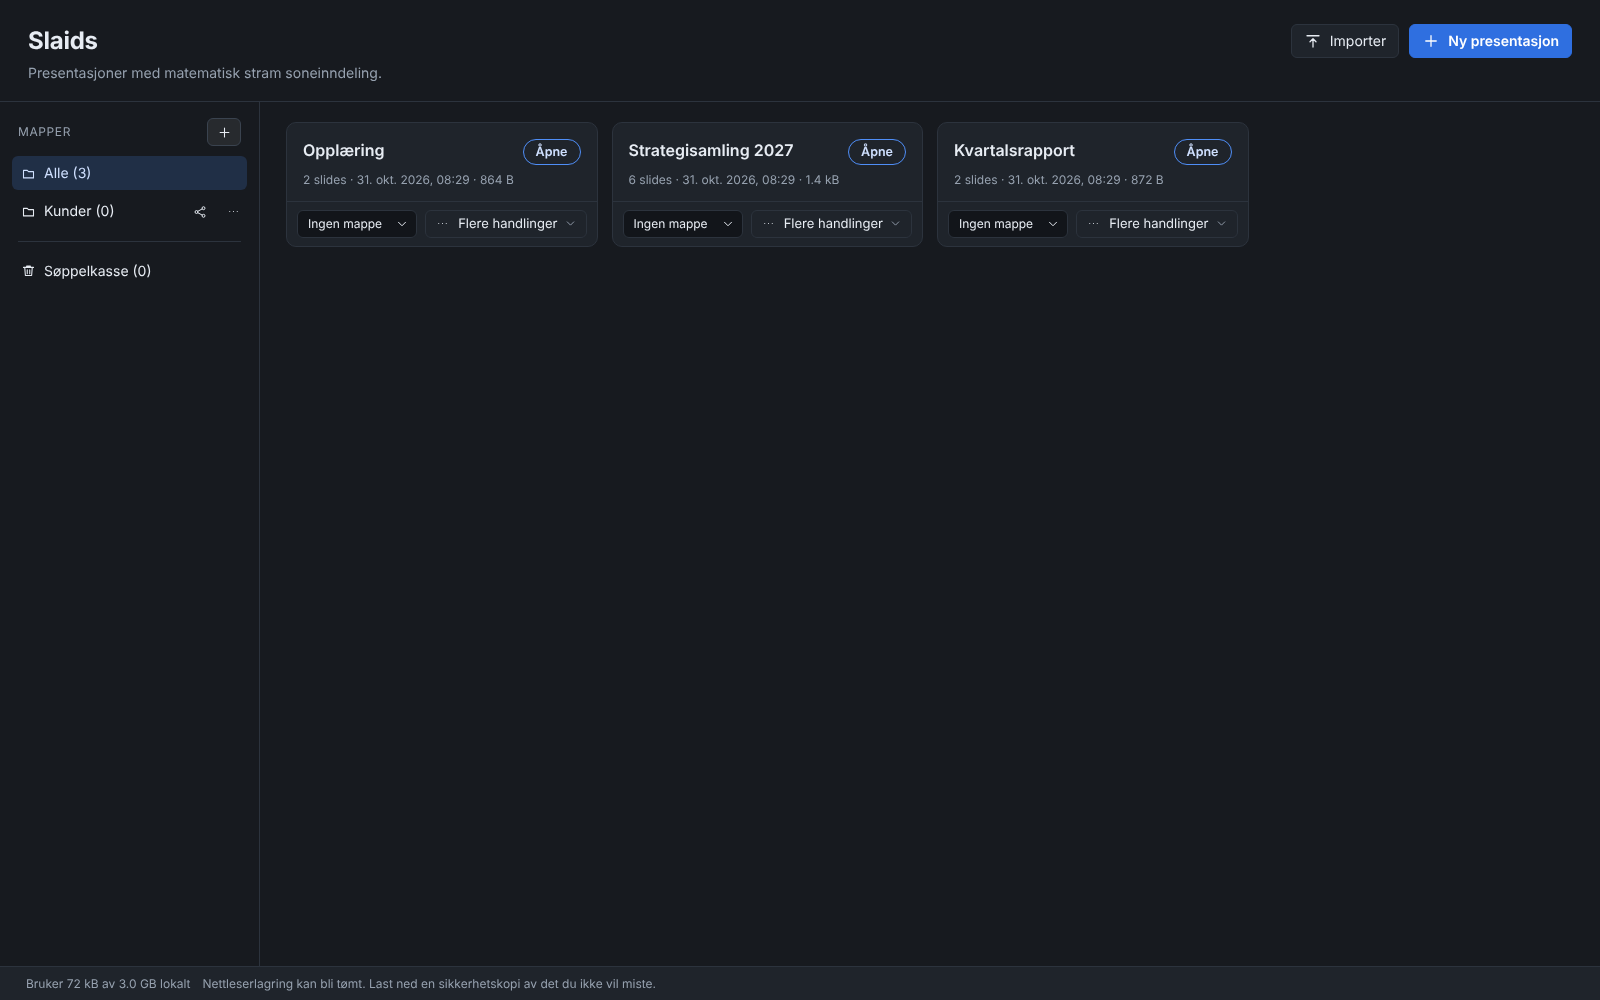 Slaids
Presentasjoner med matematisk stram soneinndeling.
Importer
Ny presentasjon
MAPPER
Alle (3)
Kunder (0)
Søppelkasse (0)
Opplæring
Åpne
2 slides · 31. okt. 2026, 08:29 · 864 B
Ingen mappe
Flere handlinger
Strategisamling 2027
Åpne
6 slides · 31. okt. 2026, 08:29 · 1.4 kB
Ingen mappe
Flere handlinger
Kvartalsrapport
Åpne
2 slides · 31. okt. 2026, 08:29 · 872 B
Ingen mappe
Flere handlinger
Bruker 72 kB av 3.0 GB lokalt
Nettleserlagring kan bli tømt. Last ned en sikkerhetskopi av det du ikke vil miste.